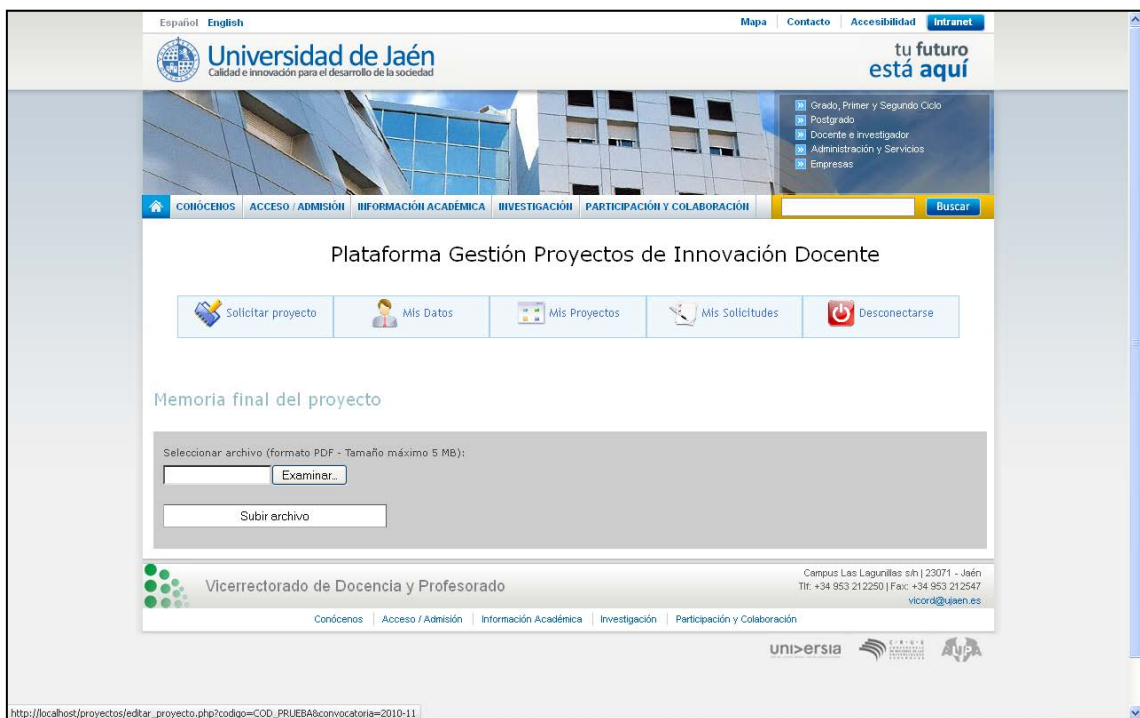 Español English
Mapa Contacto Accesibilidad Intranet
Universidad de Jaén
Calidad e innovación para el desarrollo de la sociedad
tu futuro
está aquí
Grado, Primer y Segundo Ciclo
Postgrado
Docente e investigador
Administración y Servicios
Empresas
CONÓCENOS ACCESO / ADMISIÓN INFORMACIÓN ACADÉMICA INVESTIGACIÓN PARTICIPACIÓN Y COLABORACIÓN Buscar
Plataforma Gestión Proyectos de Innovación Docente
Solicitar proyecto Mis Datos Mis Proyectos Mis Solicitudes Desconectarse
Memoria final del proyecto
Seleccionar archivo (formato PDF - Tamaño máximo 5 MB):
Examinar...
Subir archivo
Vicerrectorado de Docencia y Profesorado
Campus Las Lagunillas s/n | 23071 - Jaén
Tlf: +34 953 212250 | Fax: +34 953 212547
vicord@ujaen.es
Conócenos Acceso / Admisión Información Académica Investigación Participación y Colaboración
uni>ersia
AUPA
http://localhost/proyectos/editar_proyecto.php?codigo=COD_PRUEBA&convocatoria=2010-11